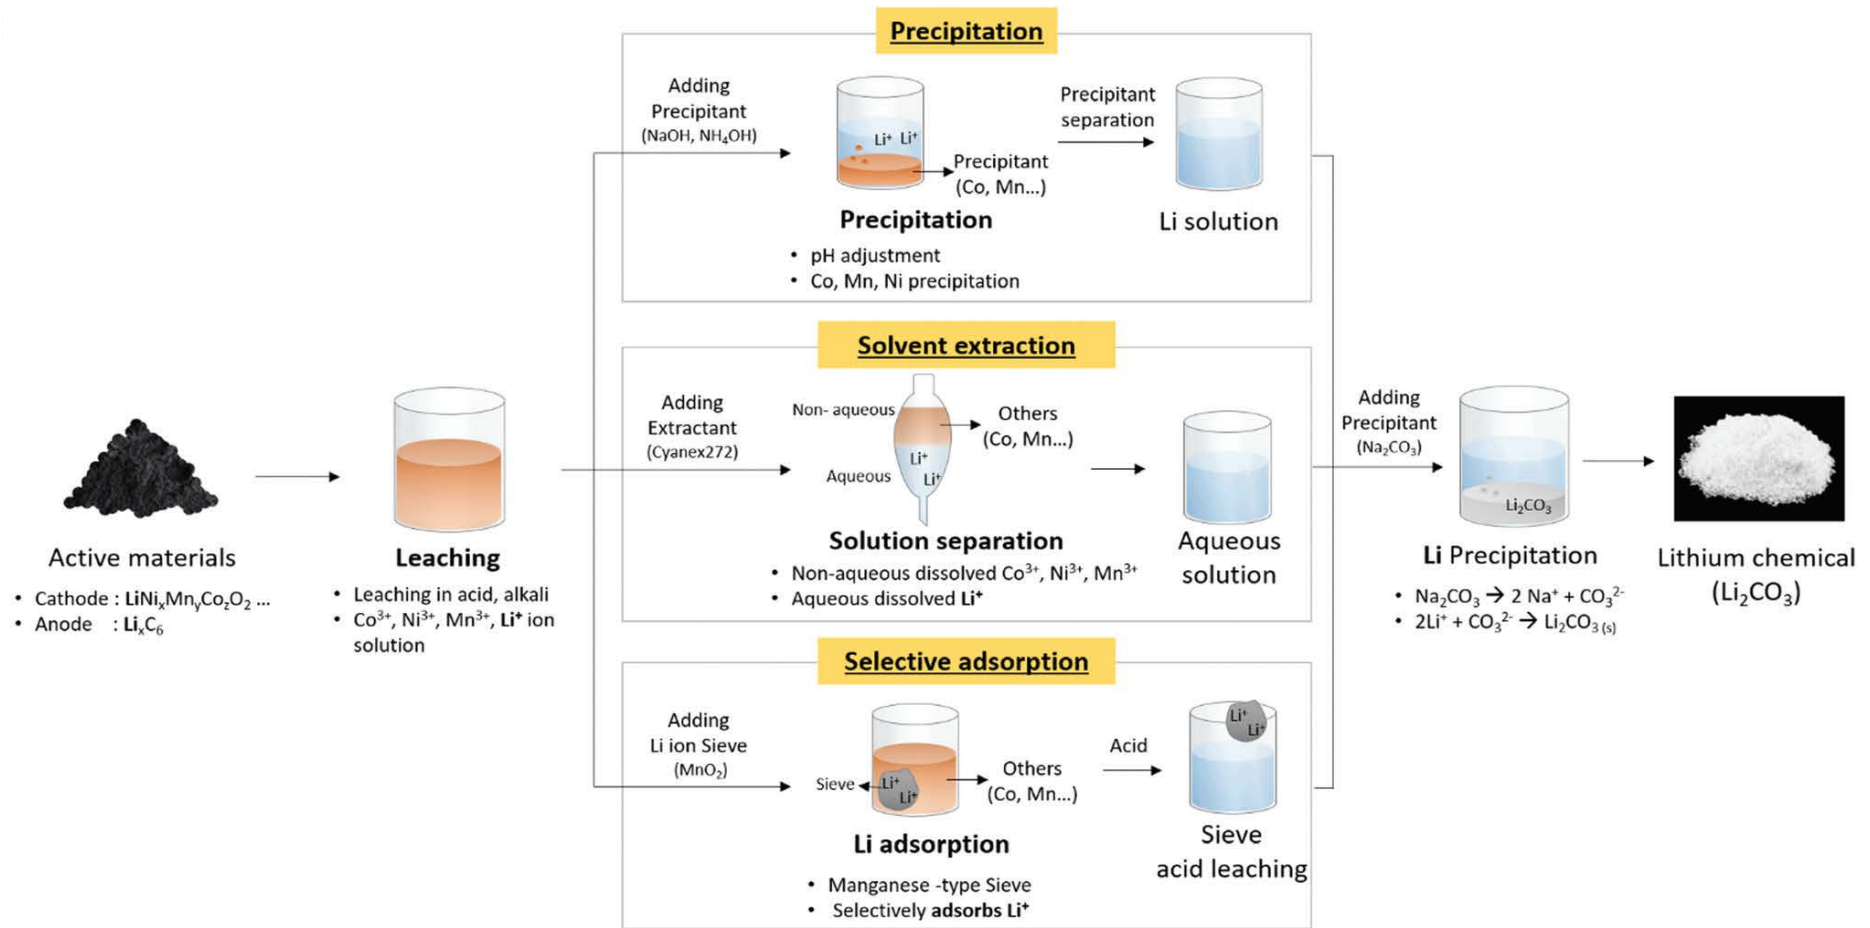 Precipitation
Adding
Precipitant
(NaOH, NH₄OH)
Li⁺ Li⁺
Precipitant
(Co, Mn...)
Precipitation
• pH adjustment
• Co, Mn, Ni precipitation
Precipitant
separation
Li solution
Solvent extraction
Adding
Extractant
(Cyanex272)
Non- aqueous
Aqueous
Li⁺
Li⁺
Others
(Co, Mn...)
Solution separation
• Non-aqueous dissolved Co³⁺, Ni³⁺, Mn³⁺
• Aqueous dissolved Li⁺
Aqueous
solution
Active materials
• Cathode : LiNiₓMnᵧCo_zO₂ ...
• Anode : LiₓC₆
Leaching
• Leaching in acid, alkali
• Co³⁺, Ni³⁺, Mn³⁺, Li⁺ ion
solution
Selective adsorption
Adding
Li ion Sieve
(MnO₂)
Sieve
Li⁺
Li⁺
Others
(Co, Mn...)
Li adsorption
• Manganese -type Sieve
• Selectively adsorbs Li⁺
Acid
Li⁺
Li⁺
Sieve
acid leaching
Adding
Precipitant
(Na₂CO₃)
Li₂CO₃
Li Precipitation
• Na₂CO₃ → 2 Na⁺ + CO₃²⁻
• 2Li⁺ + CO₃²⁻ → Li₂CO₃ (s)
Lithium chemical
(Li₂CO₃)